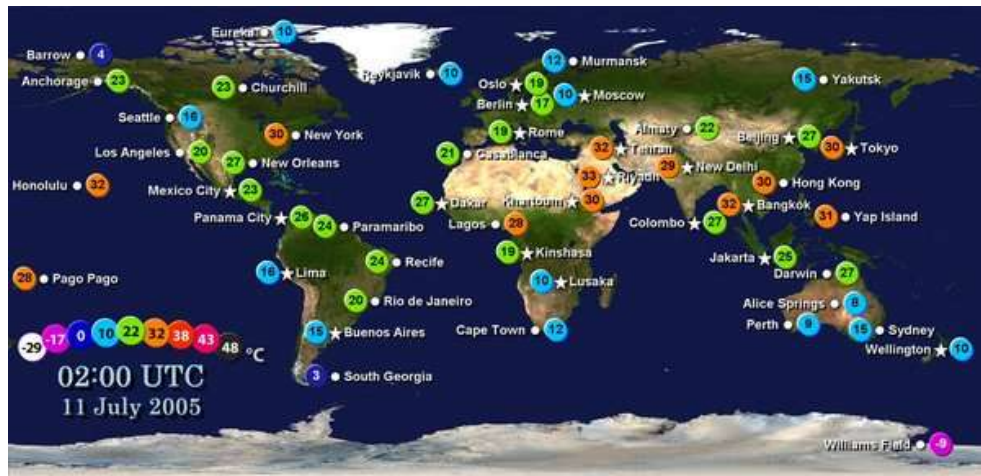 Eureka 10
Barrow 4
Reykjavik 10
12 Murmansk
Anchorage 23
23 Churchill
Oslo 19
10 Moscow
15 Yakutsk
Berlin 17
Seattle 16
30 New York
19 Rome
Almaty 22
Beijing 27
Los Angeles 20
27 New Orleans
21 Casablanca
32 Tehran
29 New Delhi
30 Tokyo
Honolulu 32
Mexico City 23
33 Riyadh
30 Hong Kong
27 Dakar
Khartoum 30
32 Bangkok
Panama City 26
24 Paramaribo
Lagos 28
Colombo 27
31 Yap Island
19 Kinshasa
Jakarta 25
28 Pago Pago
16 Lima
24 Recife
10 Lusaka
Darwin 27
20 Rio de Janeiro
Alice Springs 8
15 Buenos Aires
Cape Town 12
Perth 9
15 Sydney
Wellington 10
-29 -17 0 10 22 32 38 43 48 °C
02:00 UTC
11 July 2005
3 South Georgia
Williams Field -9